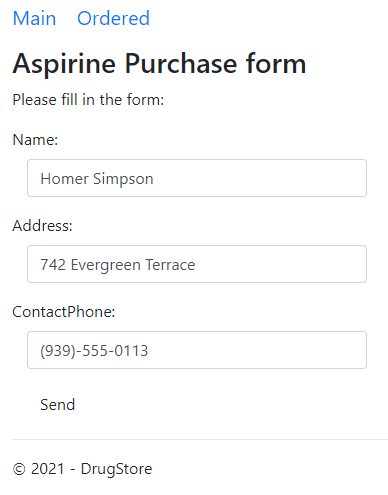 Main Ordered
Aspirine Purchase form
Please fill in the form:
Name:
Homer Simpson
Address:
742 Evergreen Terrace
ContactPhone:
(939)-555-0113
Send
© 2021 - DrugStore